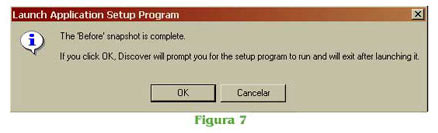 Launch Application Setup Program
The 'Before' snapshot is complete.
If you click OK, Discover will prompt you for the setup program to run and will exit after launching it.
OK
Cancelar
Figura 7